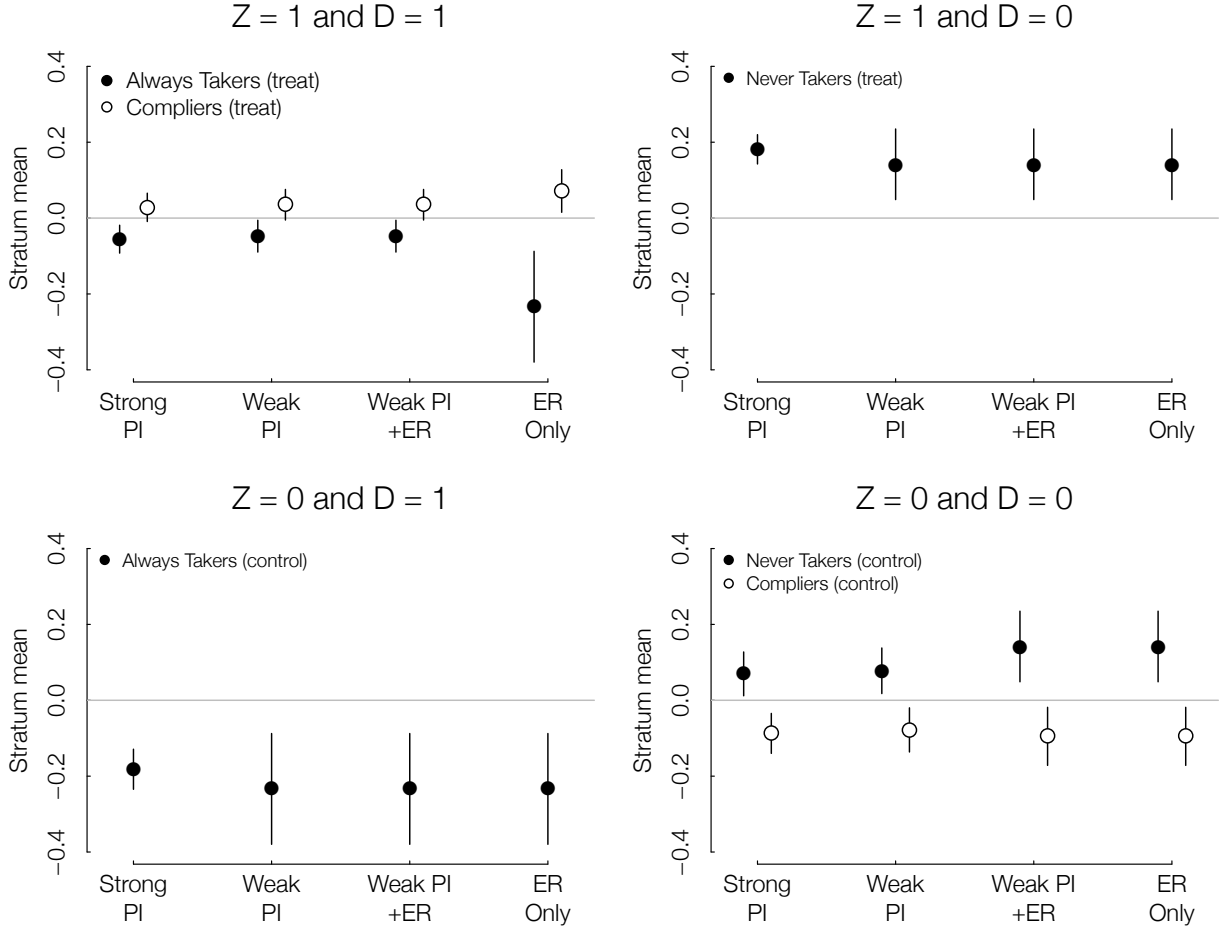 Z = 1 and D = 1
Stratum mean
0.4
0.2
0.0
−0.2
−0.4
Always Takers (treat)
Compliers (treat)
Strong PI
Weak PI
Weak PI +ER
ER Only
Z = 1 and D = 0
Stratum mean
0.4
0.2
0.0
−0.2
−0.4
Never Takers (treat)
Strong PI
Weak PI
Weak PI +ER
ER Only
Z = 0 and D = 1
Stratum mean
0.4
0.2
0.0
−0.2
−0.4
Always Takers (control)
Strong PI
Weak PI
Weak PI +ER
ER Only
Z = 0 and D = 0
Stratum mean
0.4
0.2
0.0
−0.2
−0.4
Never Takers (control)
Compliers (control)
Strong PI
Weak PI
Weak PI +ER
ER Only